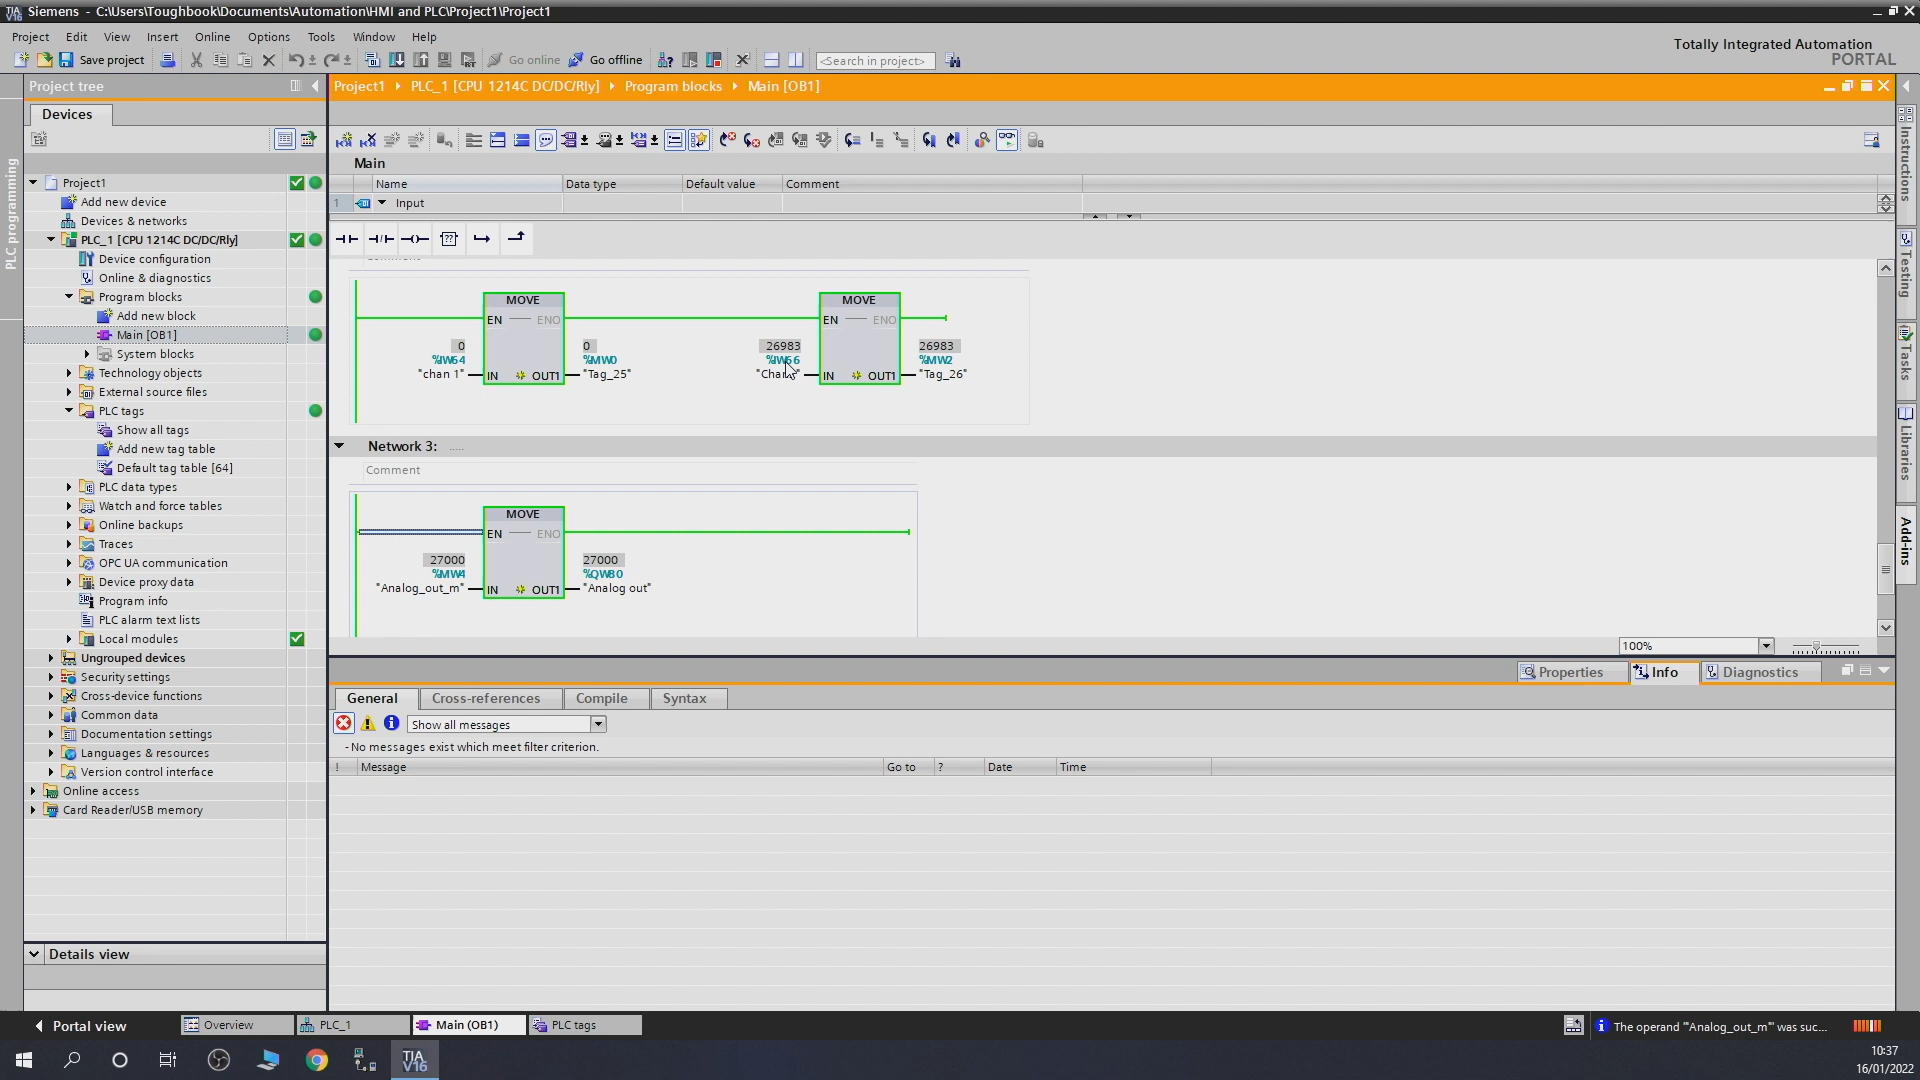 Siemens - C:\Users\Toughbook\Documents\Automation\HMI and PLC\Project1\Project1
Project Edit View Insert Online Options Tools Window Help
Totally Integrated Automation
PORTAL
Save project
Go online
Go offline
<Search in project>
Project tree
Project1 PLC_1 [CPU 1214C DC/DC/Rly] Program blocks Main [OB1]
Devices
PLC programming
Main
Name Data type Default value Comment
1 Input
Project1
Add new device
Devices & networks
PLC_1 [CPU 1214C DC/DC/Rly]
Device configuration
Online & diagnostics
Program blocks
Add new block
Main [OB1]
System blocks
Technology objects
External source files
PLC tags
Show all tags
Add new tag table
Default tag table [64]
PLC data types
Watch and force tables
Online backups
Traces
OPC UA communication
Device proxy data
Program info
PLC alarm text lists
Local modules
Ungrouped devices
Security settings
Cross-device functions
Common data
Documentation settings
Languages & resources
Version control interface
Online access
Card Reader/USB memory
Details view
MOVE
EN ENO
0
%IW64
"chan 1"
IN OUT1
0
%MW0
"Tag_25"
MOVE
EN ENO
26983
%IW66
IN OUT1
26983
%MW2
"Tag_26"
Network 3: .....
Comment
MOVE
EN ENO
27000
%MW4
"Analog_out_m"
IN OUT1
27000
%QW80
"Analog out"
100%
Properties Info Diagnostics
General Cross-references Compile Syntax
Show all messages
- No messages exist which meet filter criterion.
! Message Go to ? Date Time
Instructions
Testing
Tasks
Libraries
Add-ins
Portal view
Overview
PLC_1
Main (OB1)
PLC tags
The operand '"Analog_out_m"' was suc...
TIA
V16
10:37
16/01/2022